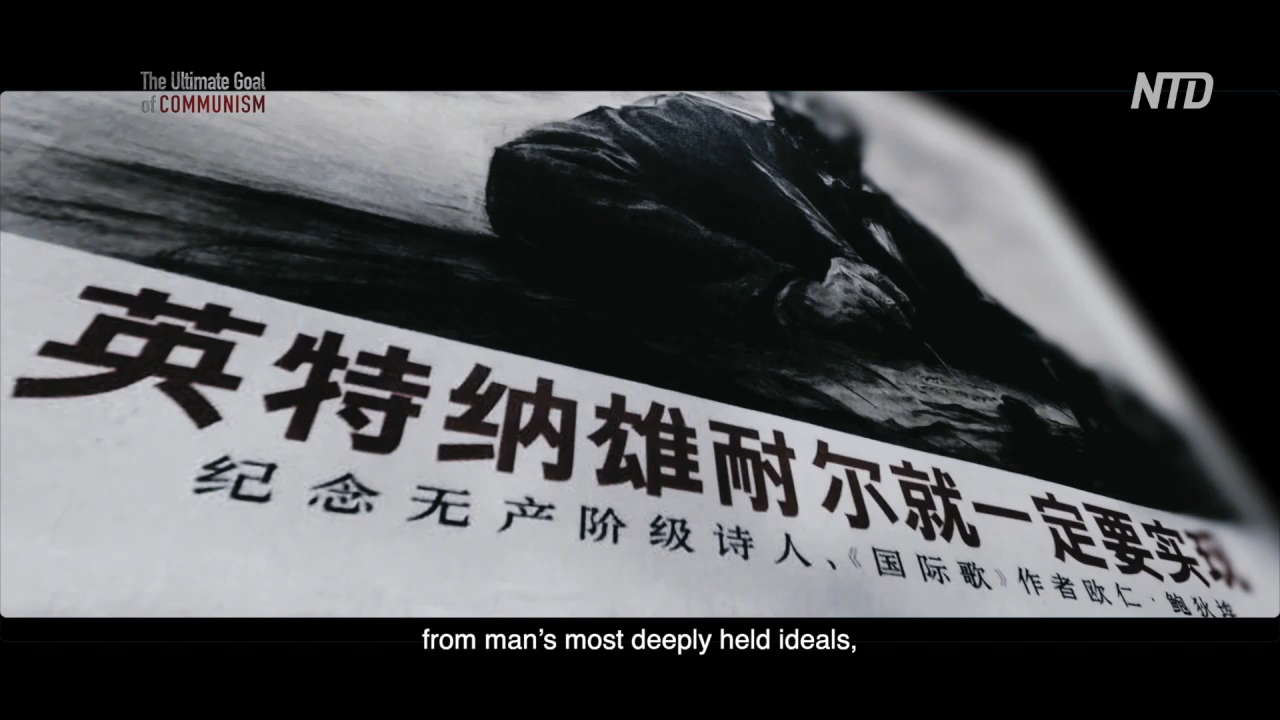 The Ultimate Goal
of COMMUNISM
NTD
英特纳雄耐尔就一定要实现
纪念无产阶级诗人、《国际歌》作者欧仁·鲍狄埃
from man's most deeply held ideals,